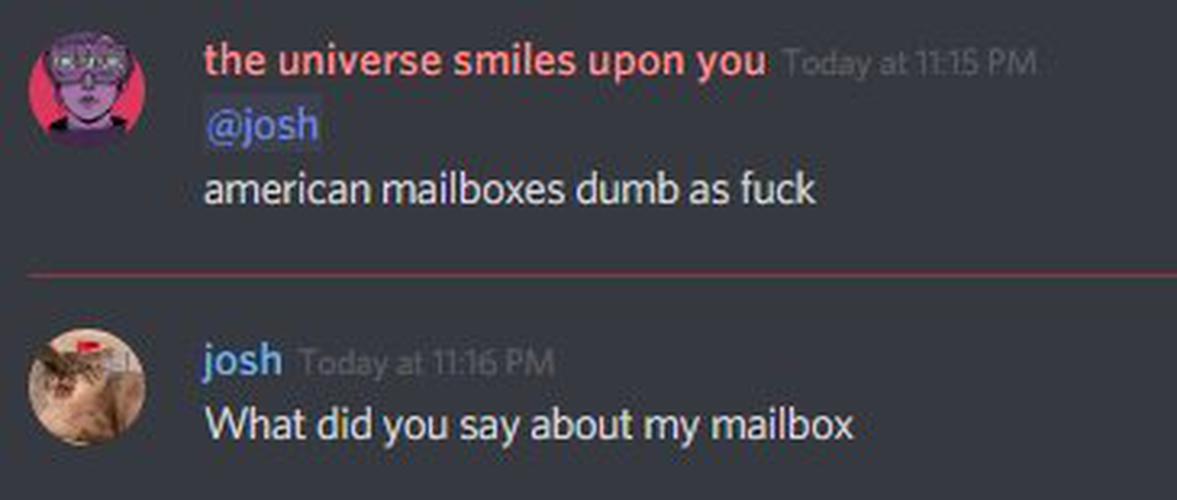 the universe smiles upon you Today at 11:15 PM
@josh
american mailboxes dumb as fuck
josh Today at 11:16 PM
What did you say about my mailbox